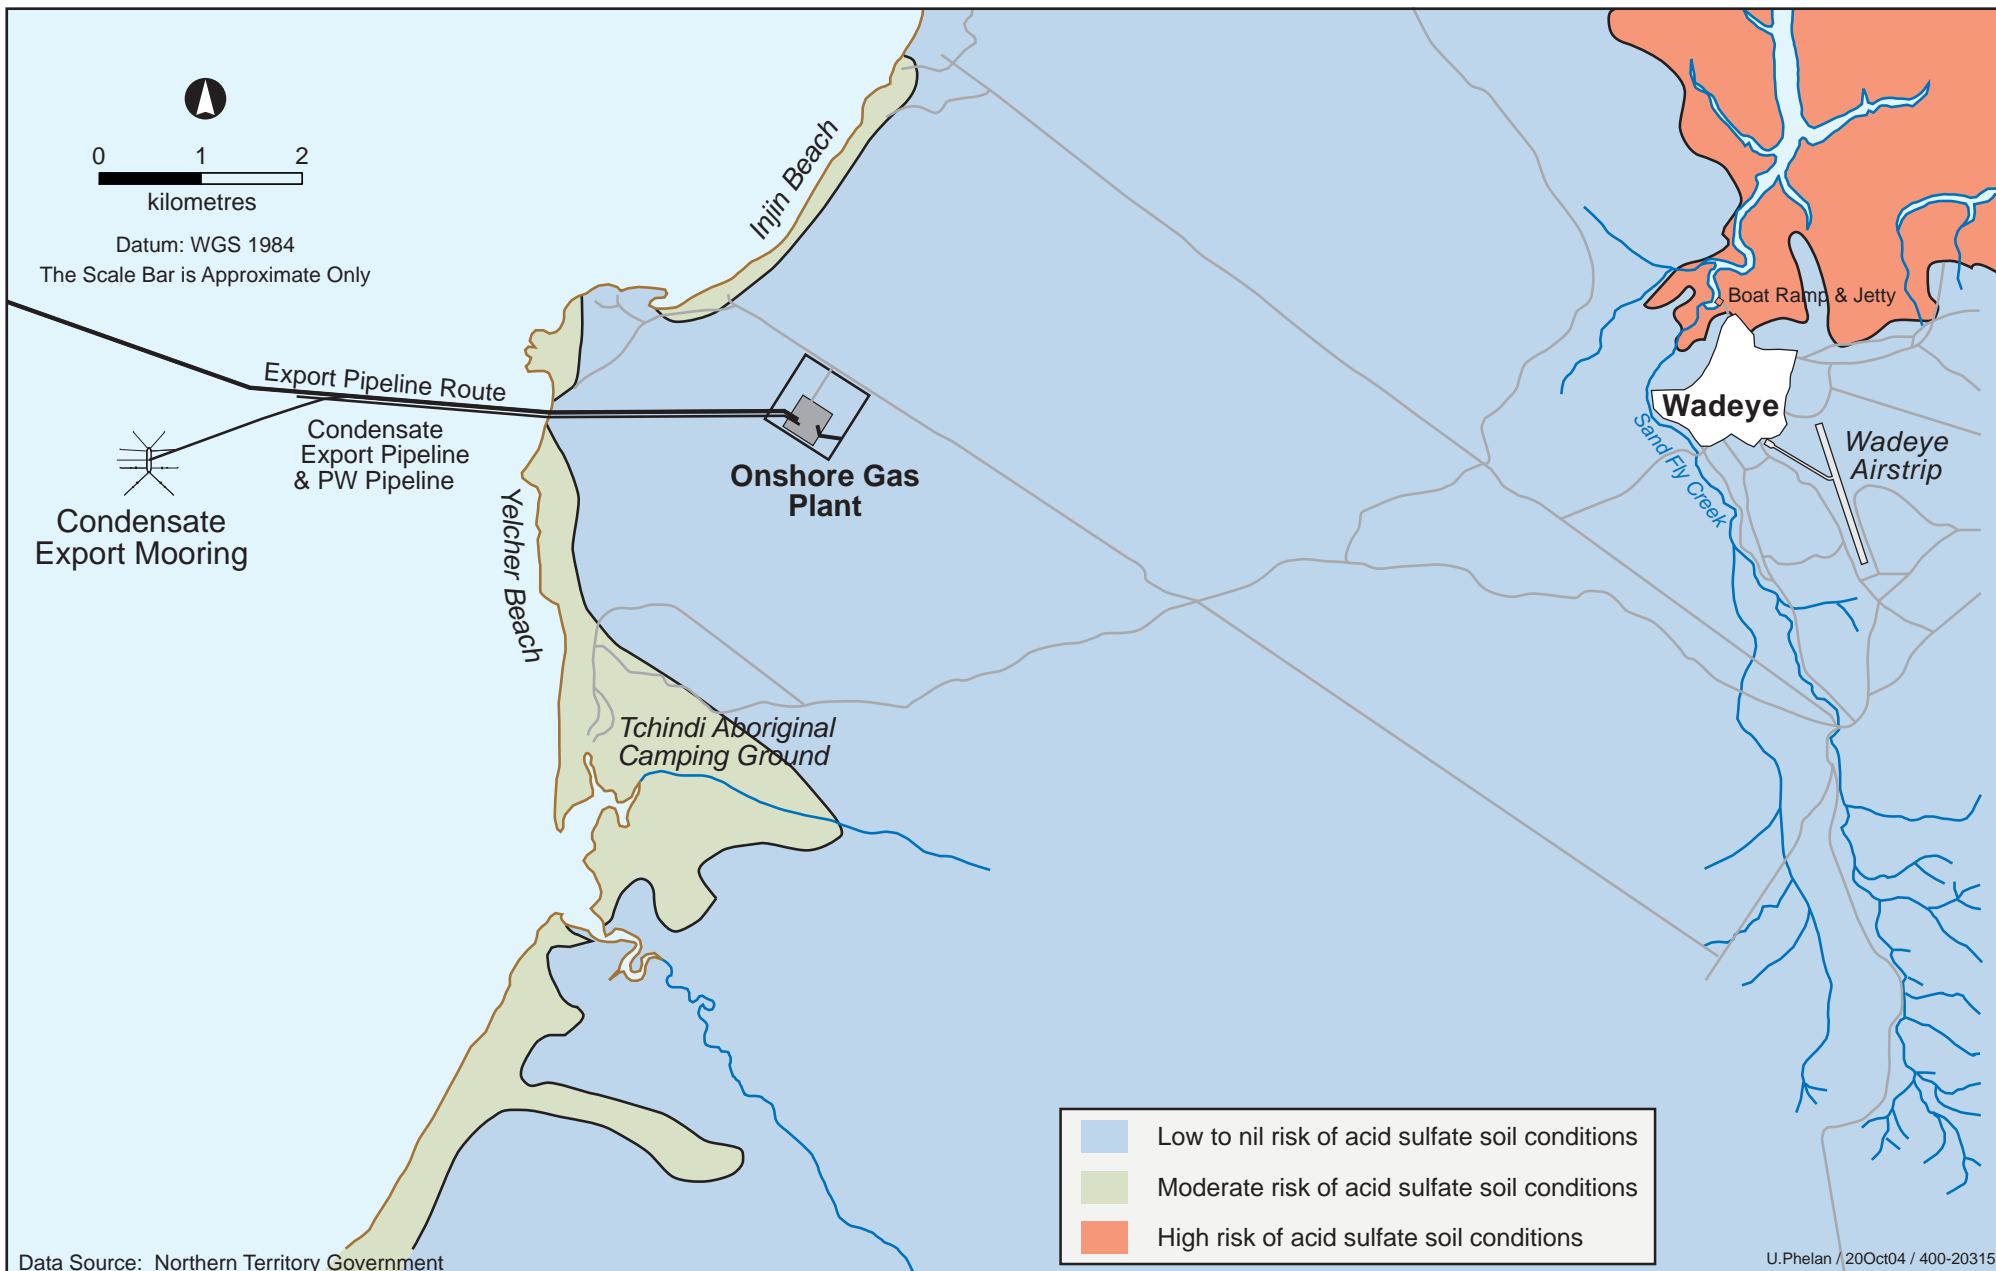 0 1 2
kilometres
Datum: WGS 1984
The Scale Bar is Approximate Only
Injin Beach
Boat Ramp & Jetty
Export Pipeline Route
Condensate
Export Pipeline
& PW Pipeline
Condensate
Export Mooring
Yelcher Beach
Onshore Gas
Plant
Wadeye
Sand Fly Creek
Wadeye
Airstrip
Tchindi Aboriginal
Camping Ground
Low to nil risk of acid sulfate soil conditions
Moderate risk of acid sulfate soil conditions
High risk of acid sulfate soil conditions
Data Source: Northern Territory Government
U.Phelan / 20Oct04 / 400-20315